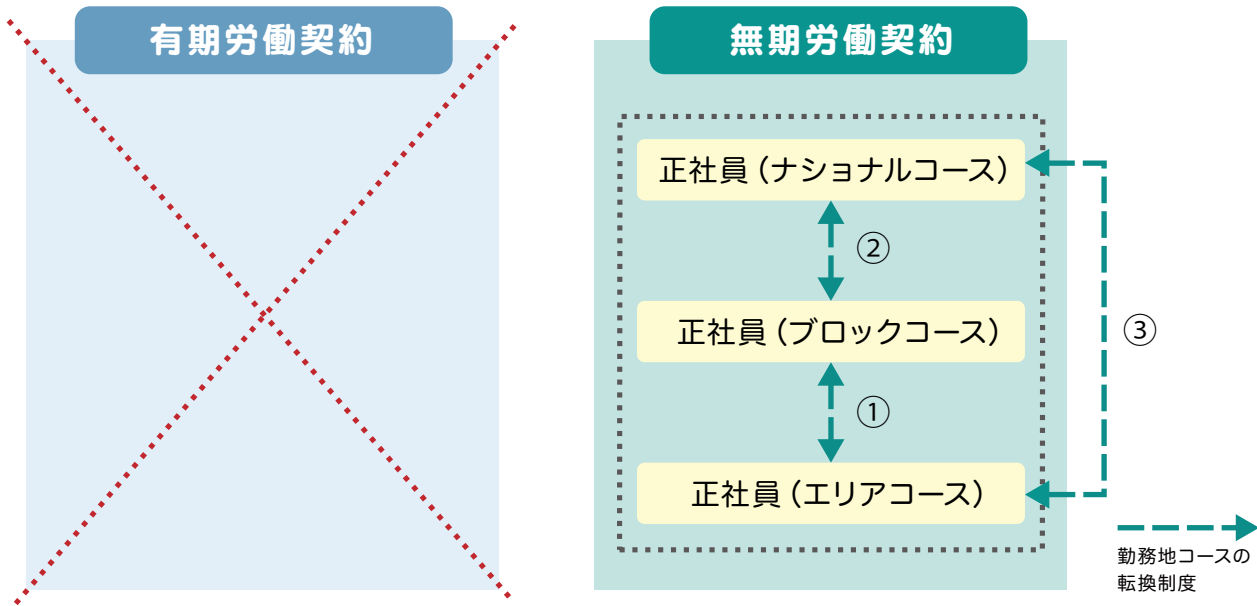 有期労働契約
無期労働契約
正社員（ナショナルコース）
②
正社員（ブロックコース）
③
①
正社員（エリアコース）
勤務地コースの
転換制度